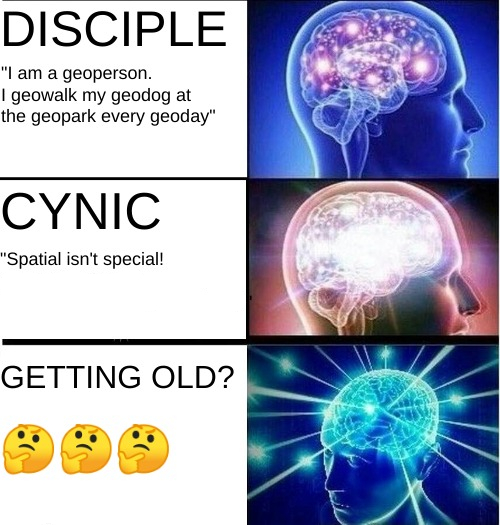 DISCIPLE
"I am a geoperson.
I geowalk my geodog at
the geopark every geoday"
CYNIC
"Spatial isn't special!
GETTING OLD?
🤔🤔🤔